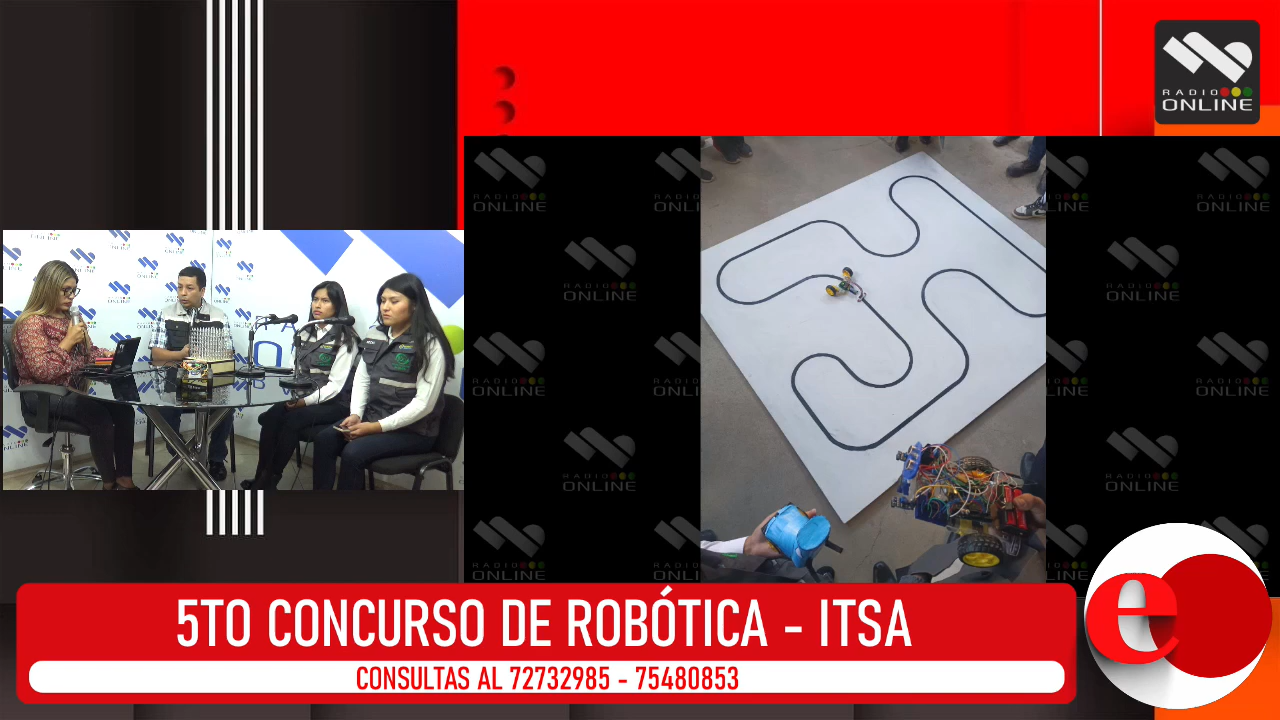 RADIO
ONLINE
5TO CONCURSO DE ROBÓTICA - ITSA
CONSULTAS AL 72732985 - 75480853
e